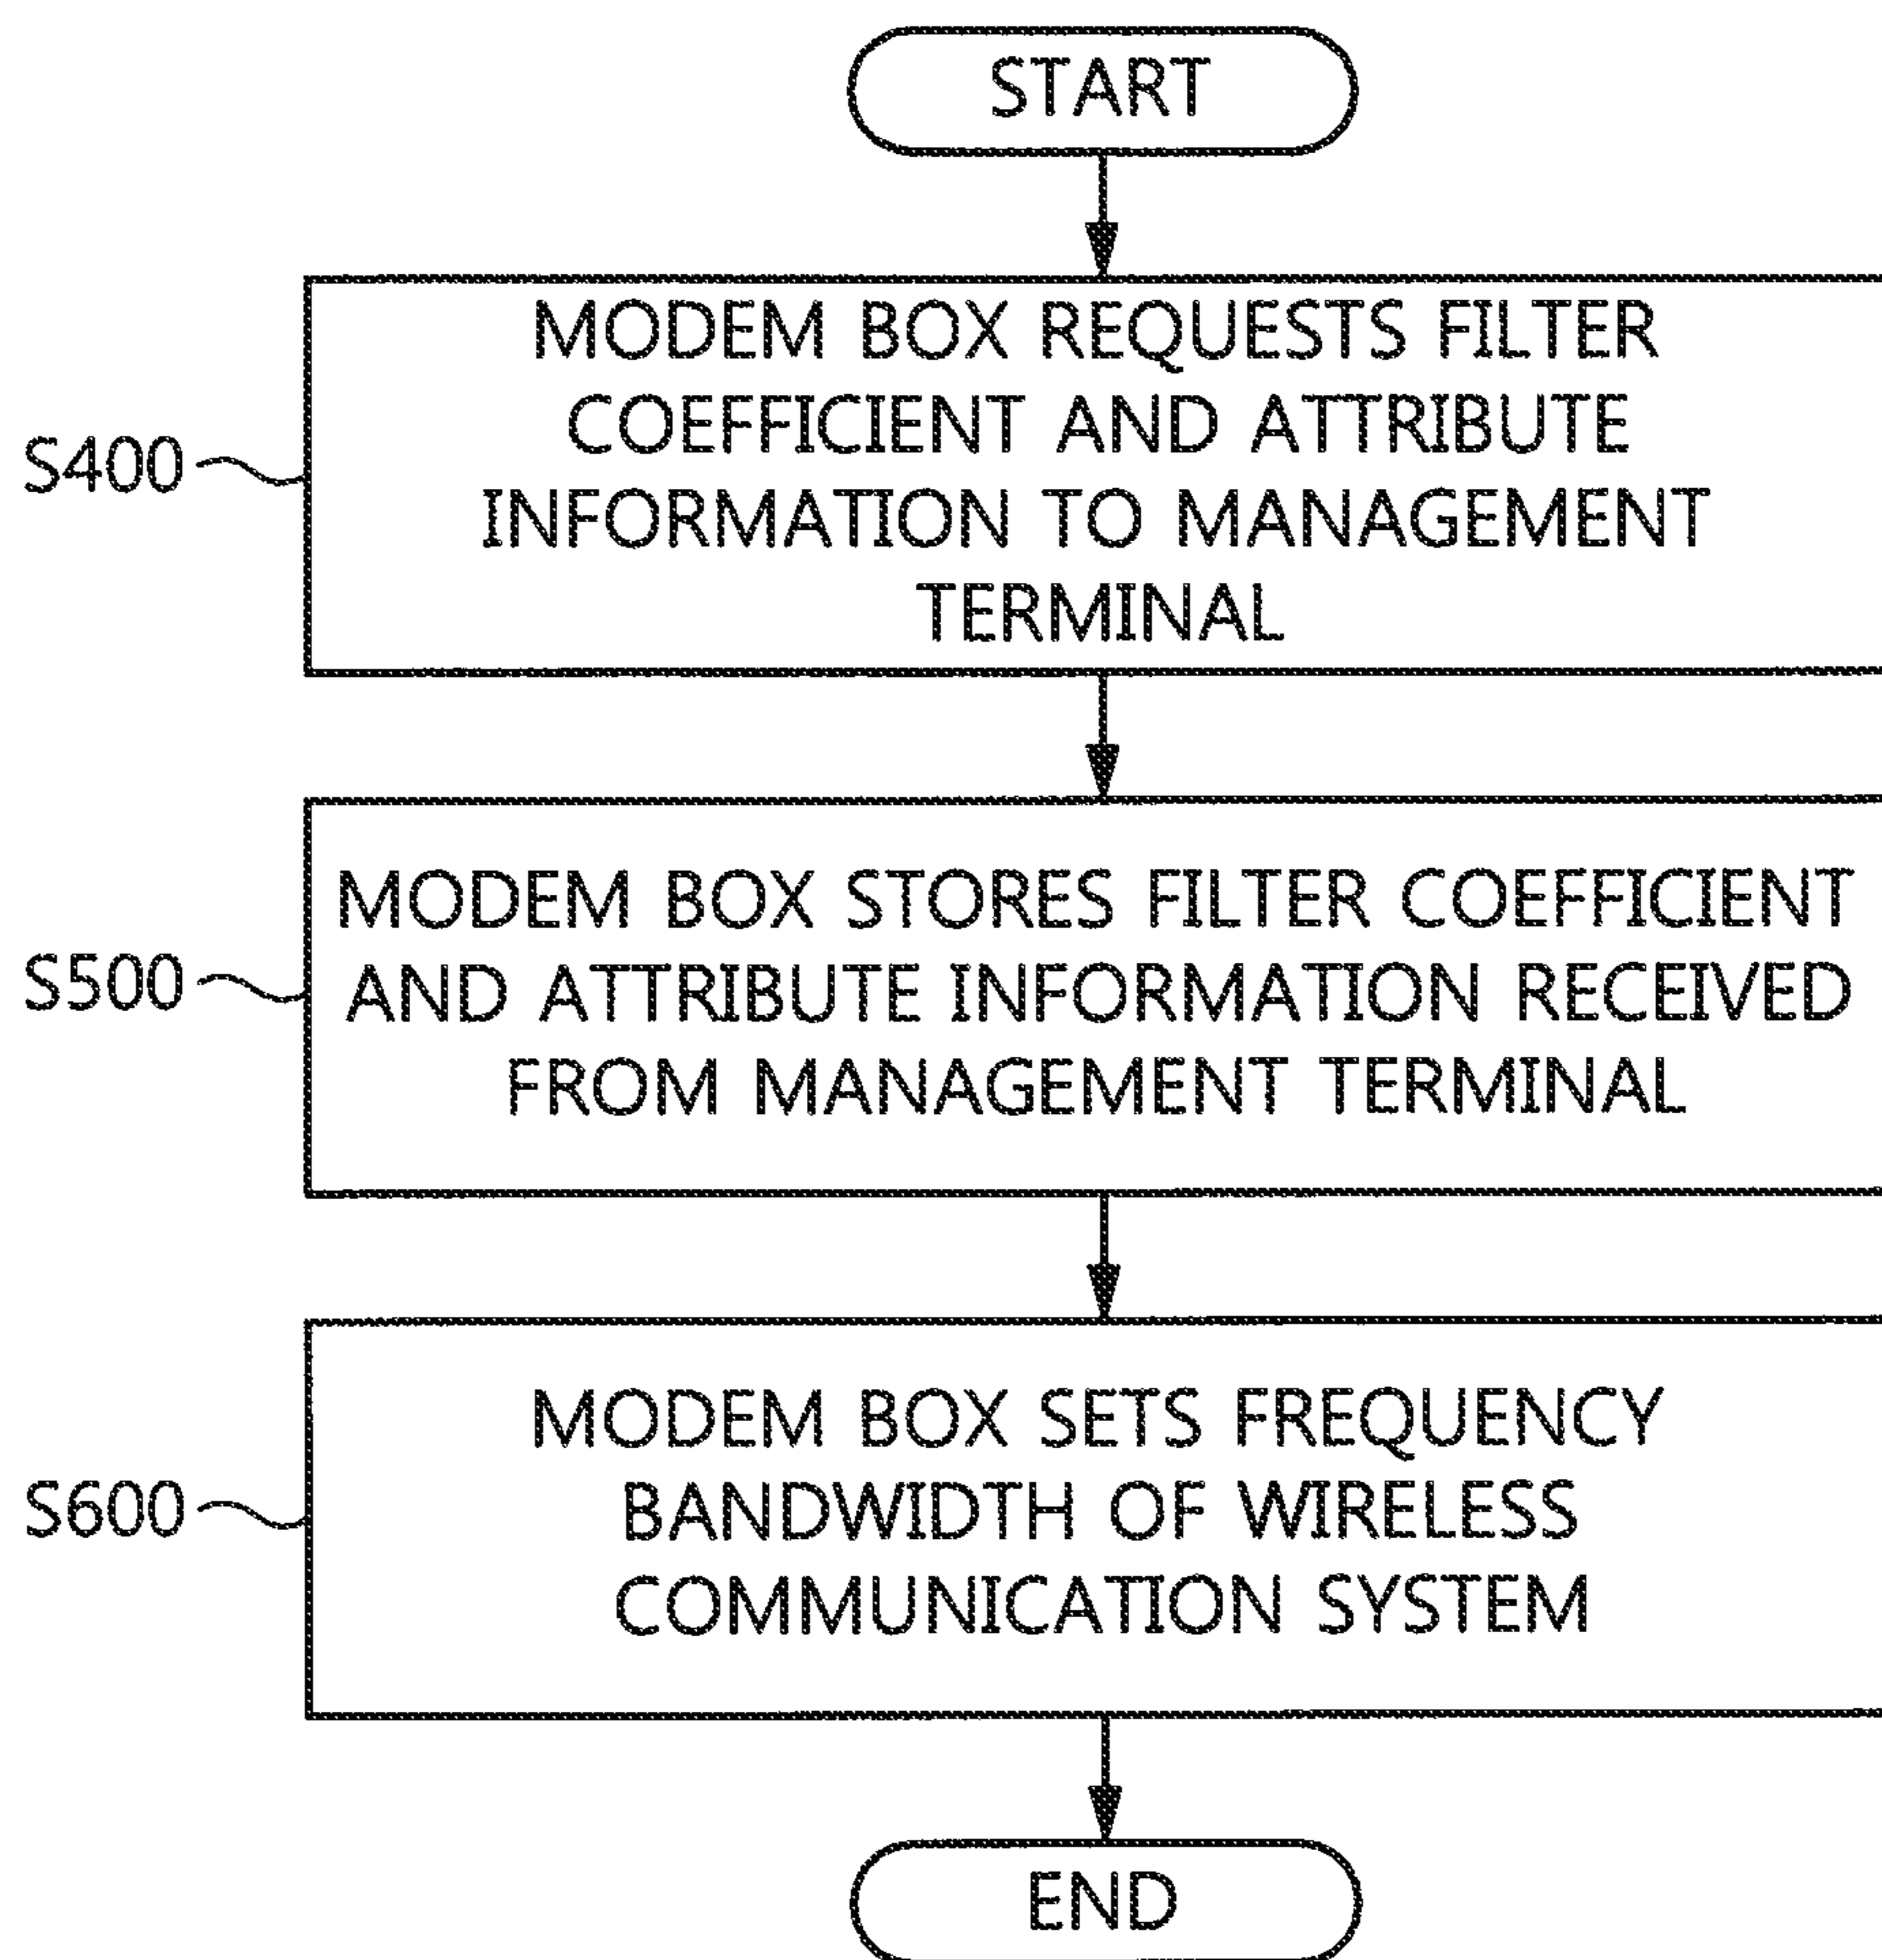 START
MODEM BOX REQUESTS FILTER
COEFFICIENT AND ATTRIBUTE
INFORMATION TO MANAGEMENT
TERMINAL
S400
MODEM BOX STORES FILTER COEFFICIENT
AND ATTRIBUTE INFORMATION RECEIVED
FROM MANAGEMENT TERMINAL
S500
MODEM BOX SETS FREQUENCY
BANDWIDTH OF WIRELESS
COMMUNICATION SYSTEM
S600
END